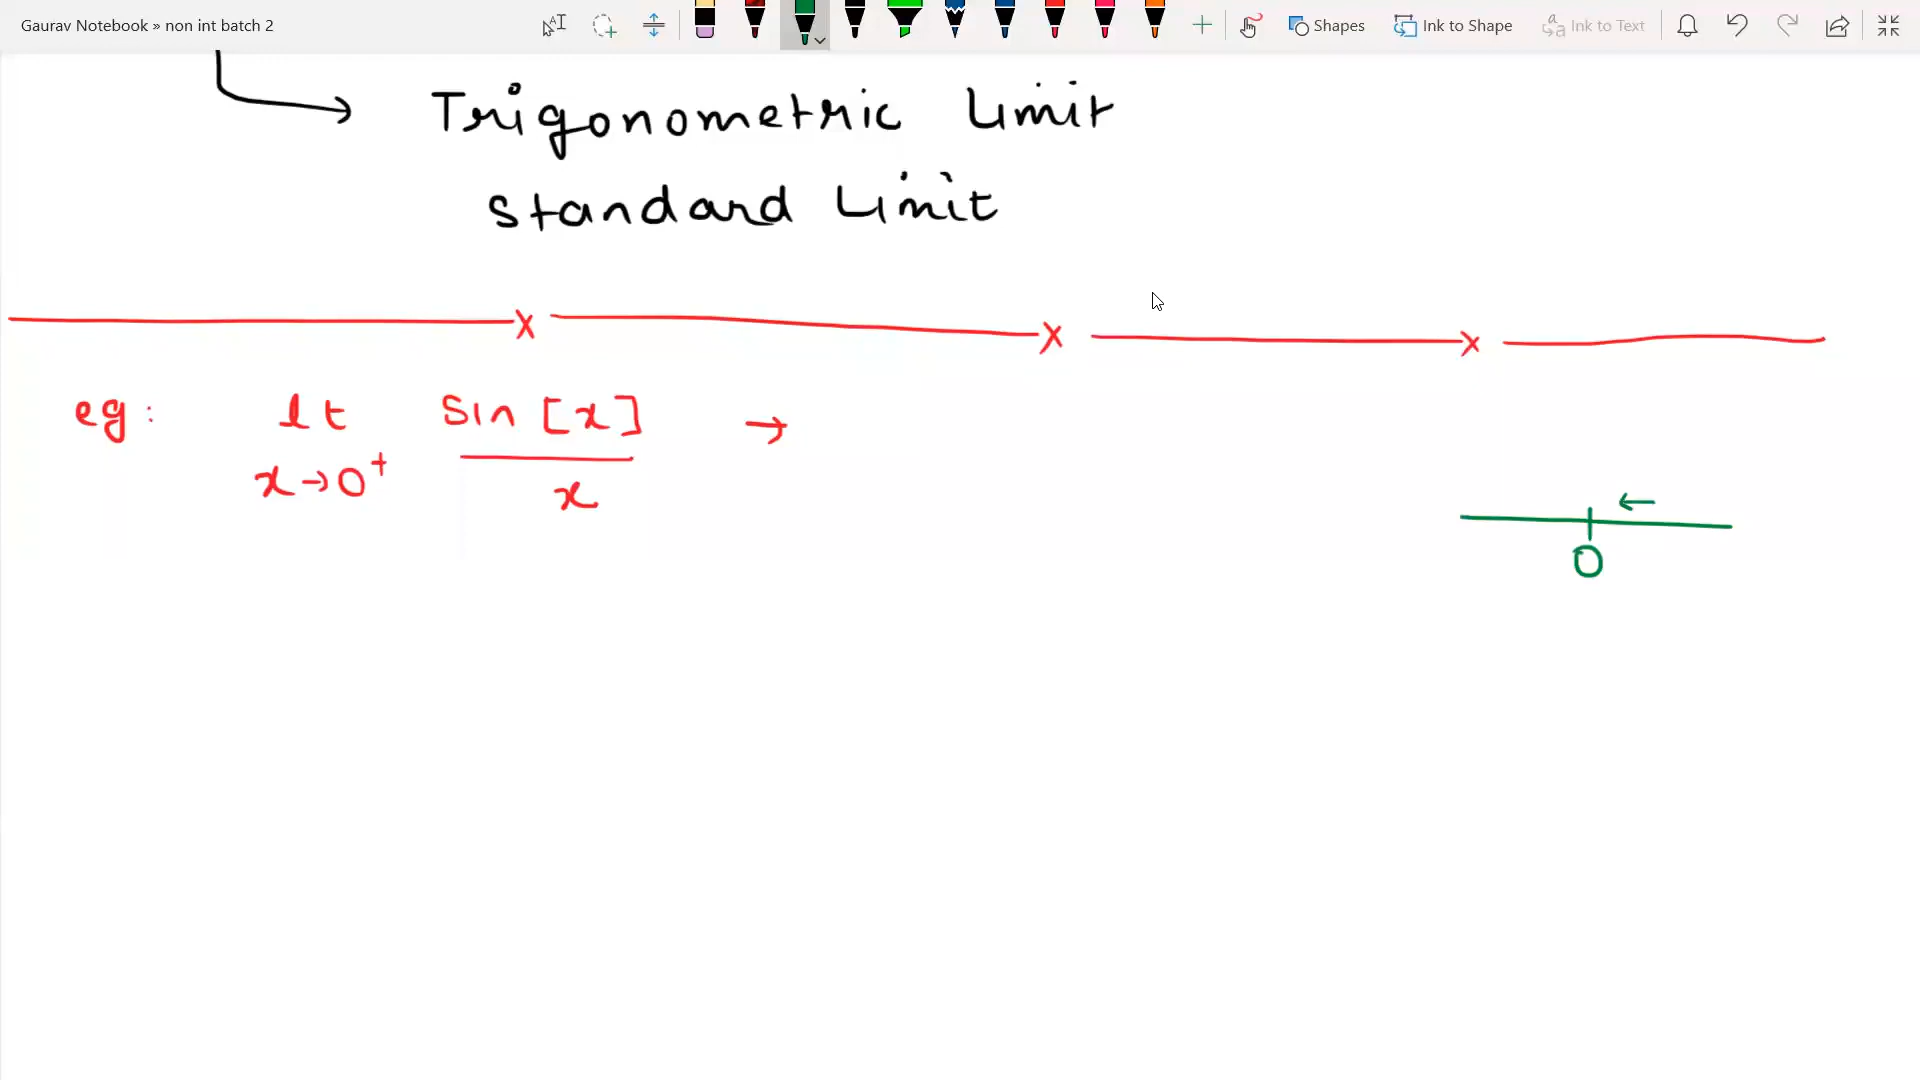 Gaurav Notebook » non int batch 2
Shapes
Ink to Shape
Ink to Text
Trigonometric Limit
Standard Limit
eg: lt sin [x] →
x→0⁺ x
←
0